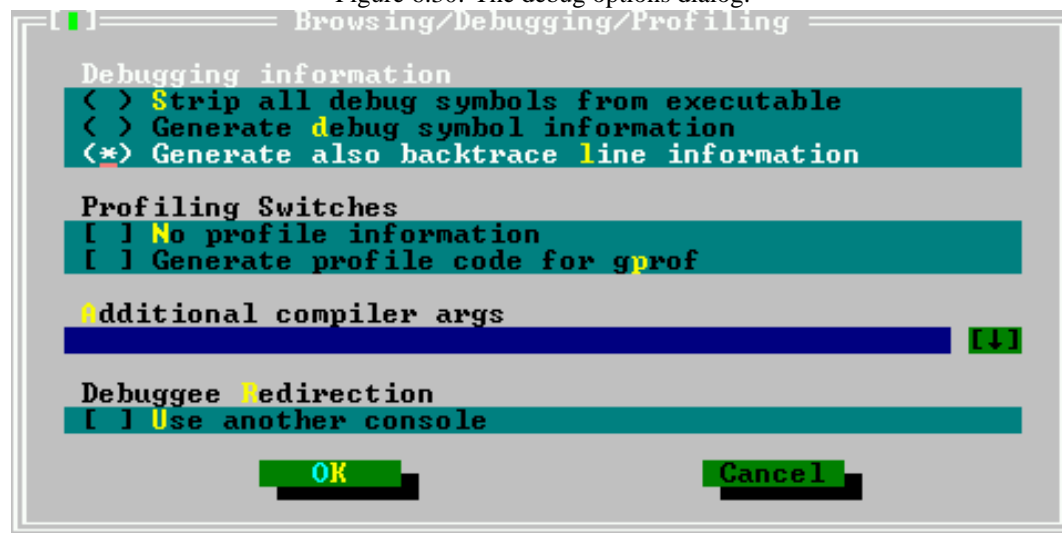 Figure 6.30: The debug options dialog.
[ ] Browsing/Debugging/Profiling
Debugging information
( ) Strip all debug symbols from executable
( ) Generate debug symbol information
(*) Generate also backtrace line information
Profiling Switches
[ ] No profile information
[ ] Generate profile code for gprof
Additional compiler args
[↓]
Debuggee Redirection
[ ] Use another console
OK Cancel